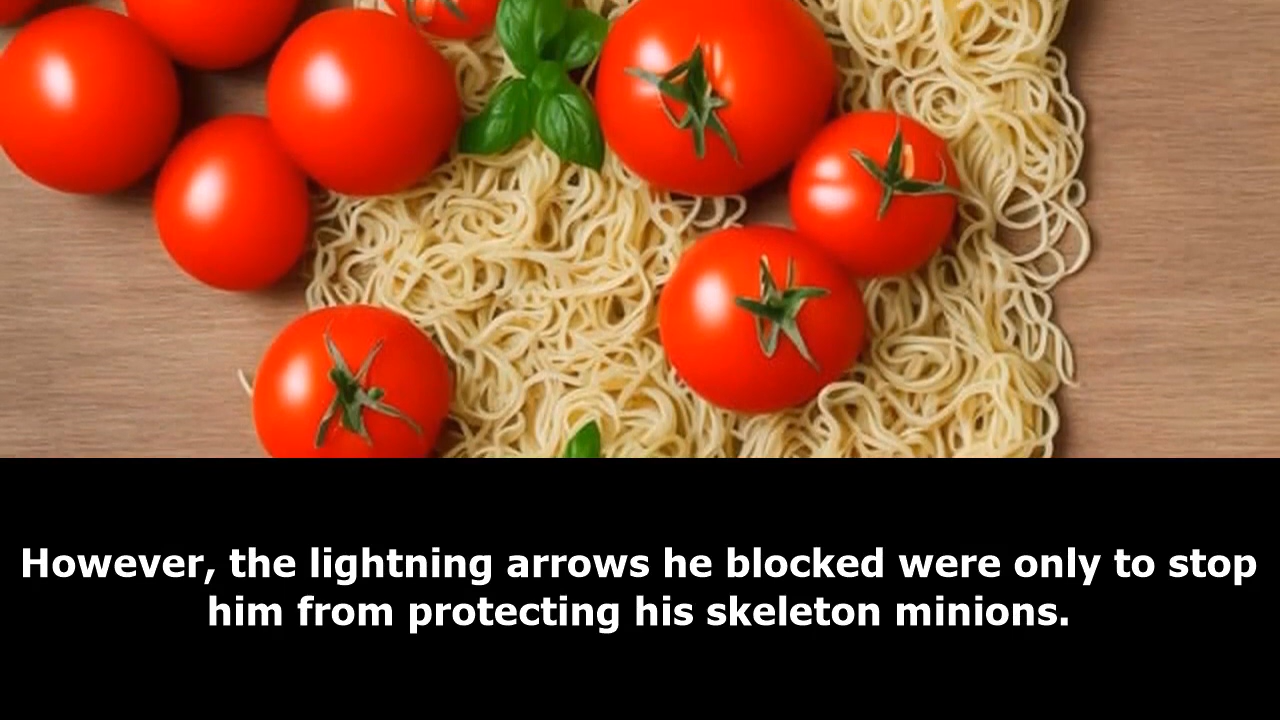 However, the lightning arrows he blocked were only to stop
him from protecting his skeleton minions.